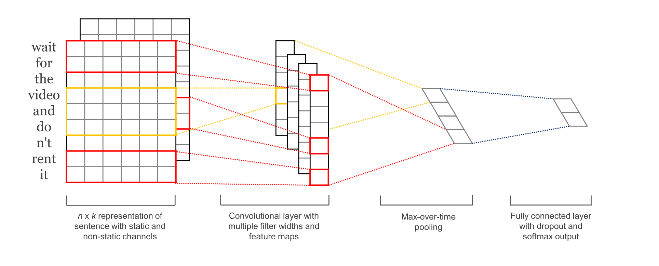 wait
for
the
video
and
do
n't
rent
it
n x k representation of
sentence with static and
non-static channels
Convolutional layer with
multiple filter widths and
feature maps
Max-over-time
pooling
Fully connected layer
with dropout and
softmax output